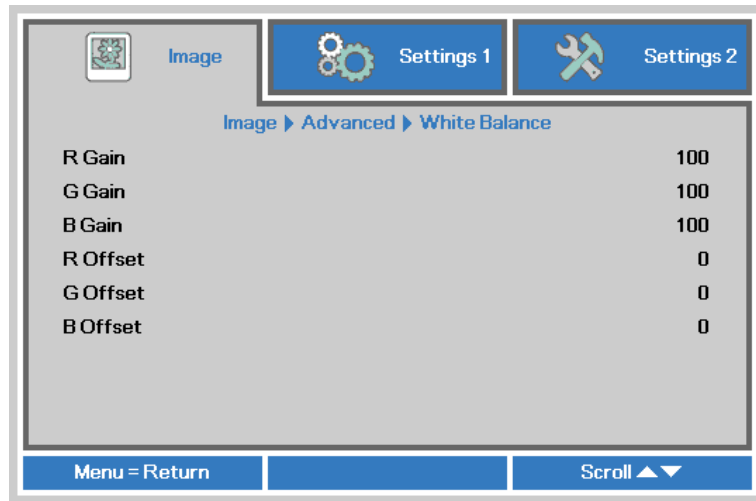 Image Settings 1 Settings 2
Image ▶ Advanced ▶ White Balance
R Gain 100
G Gain 100
B Gain 100
R Offset 0
G Offset 0
B Offset 0
Menu = Return Scroll ▲▼